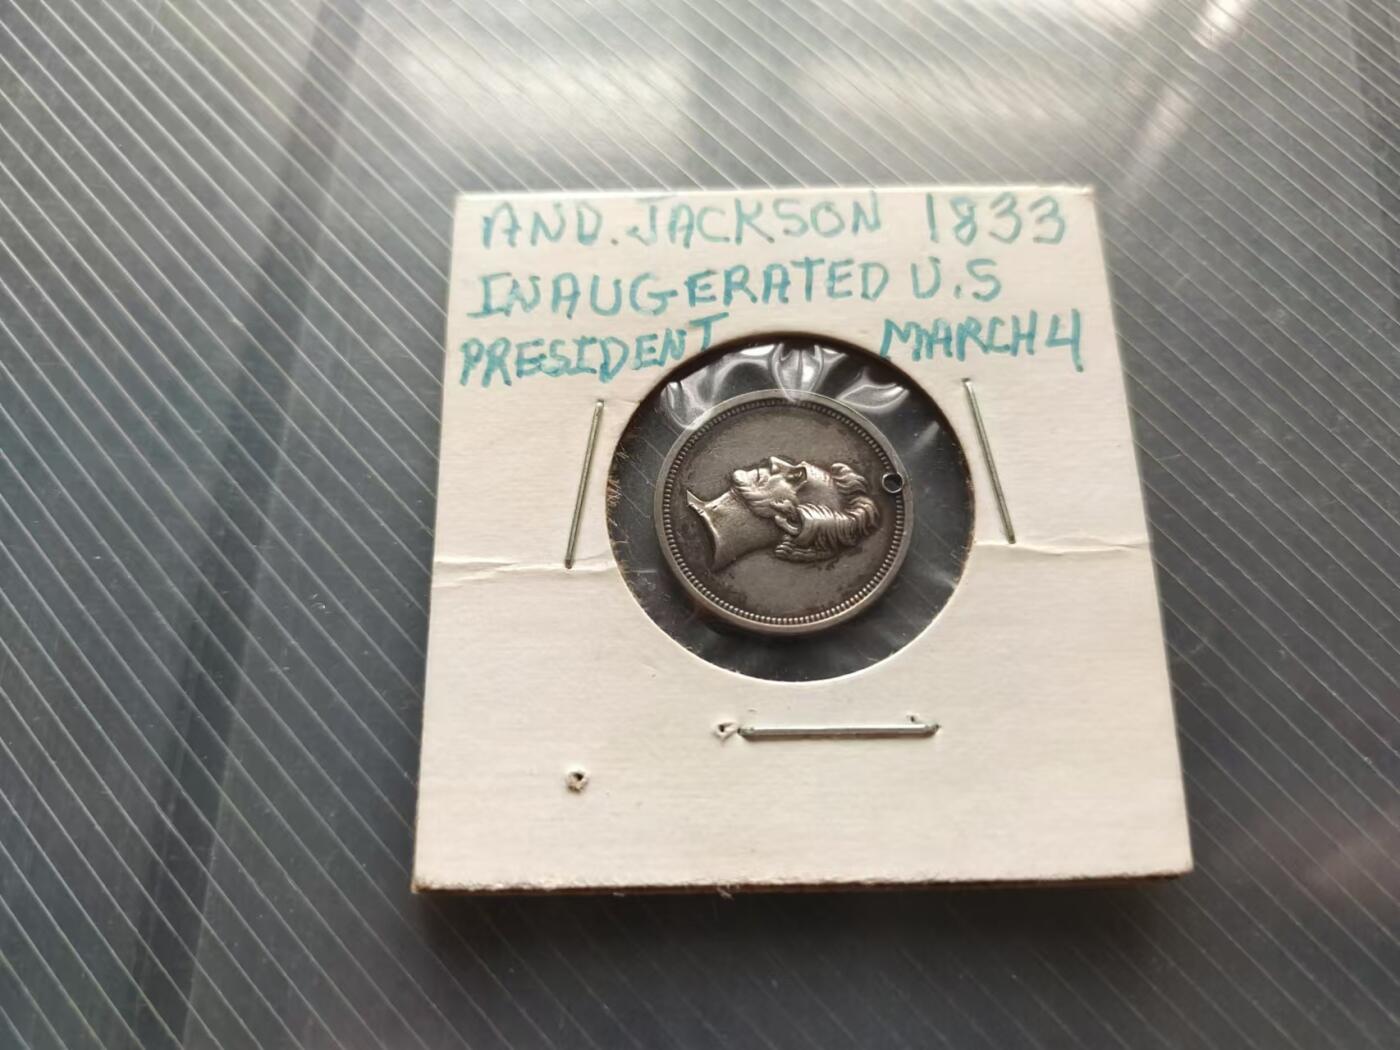 AND. JACKSON 1833
INAUGERATED U.S
PRESIDENT MARCH 4